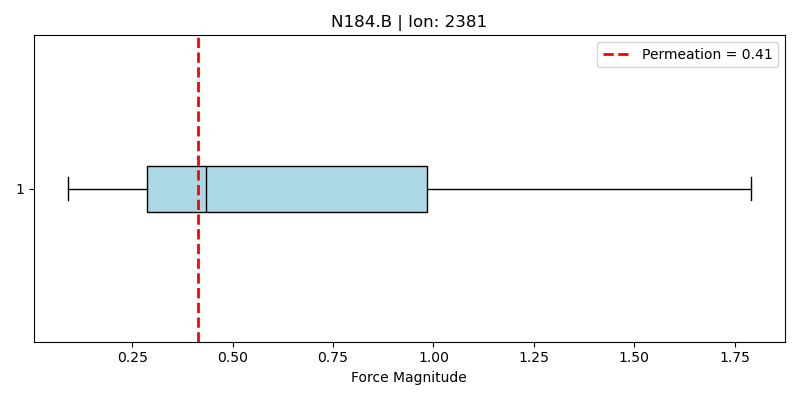 N184.B | Ion: 2381
Permeation = 0.41
1
0.25 0.50 0.75 1.00 1.25 1.50 1.75
Force Magnitude